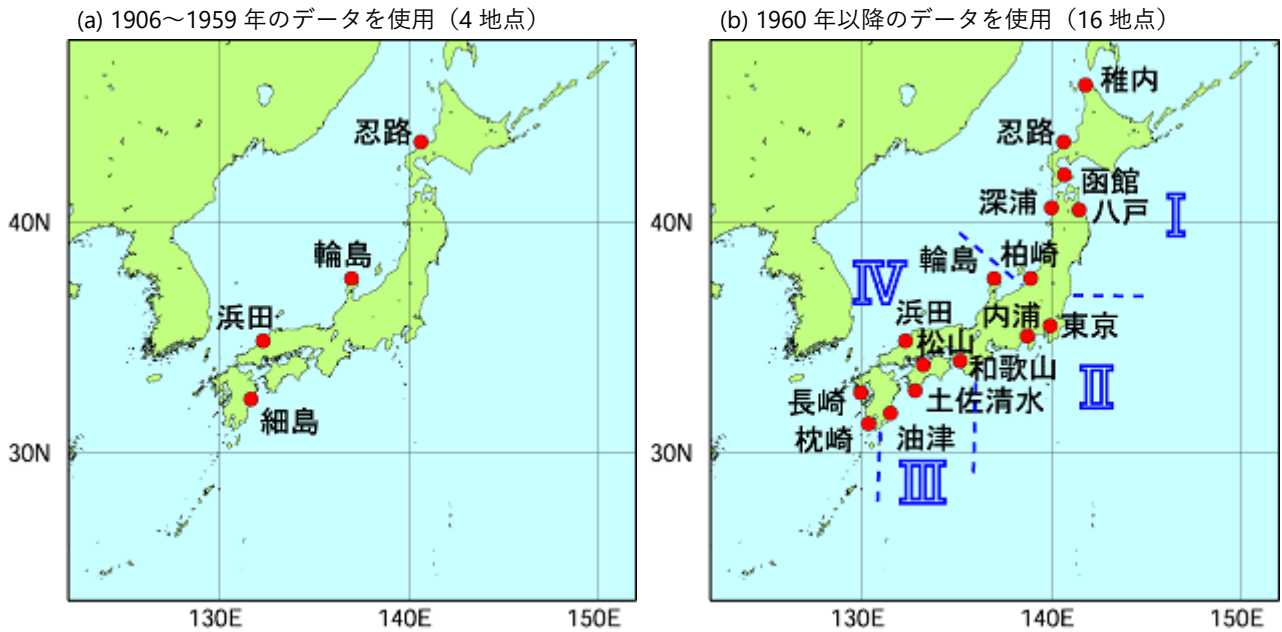 (a) 1906～1959 年のデータを使用（4 地点）
忍路
40N
輪島
浜田
細島
30N
130E
140E
150E
(b) 1960 年以降のデータを使用（16 地点）
稚内
忍路
函館
深浦
八戸
I
40N
輪島
柏崎
IV
浜田
内浦
東京
松山
和歌山
II
長崎
土佐清水
枕崎
油津
30N
III
130E
140E
150E